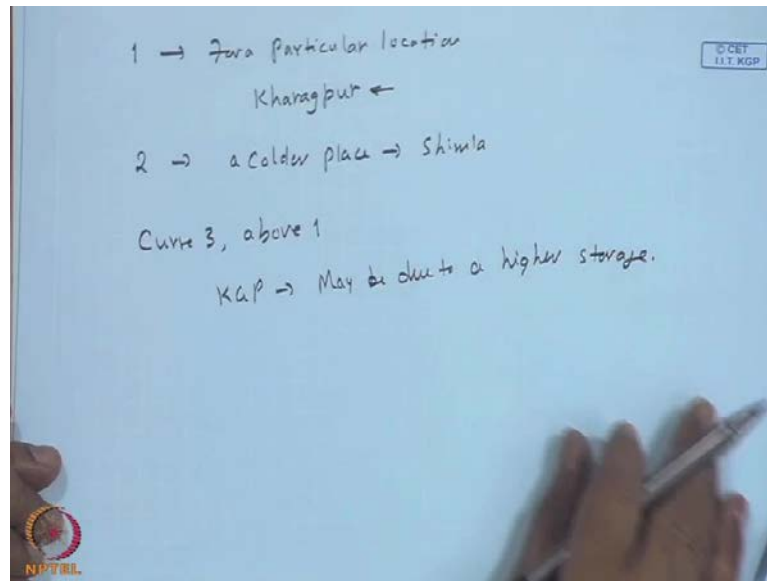 1 → For a Particular location
Kharagpur ←
2 → a Colder place → Shimla
Curve 3, above 1
KGP → May be due to a higher storage.
© CET
I.I.T. KGP
NPTEL